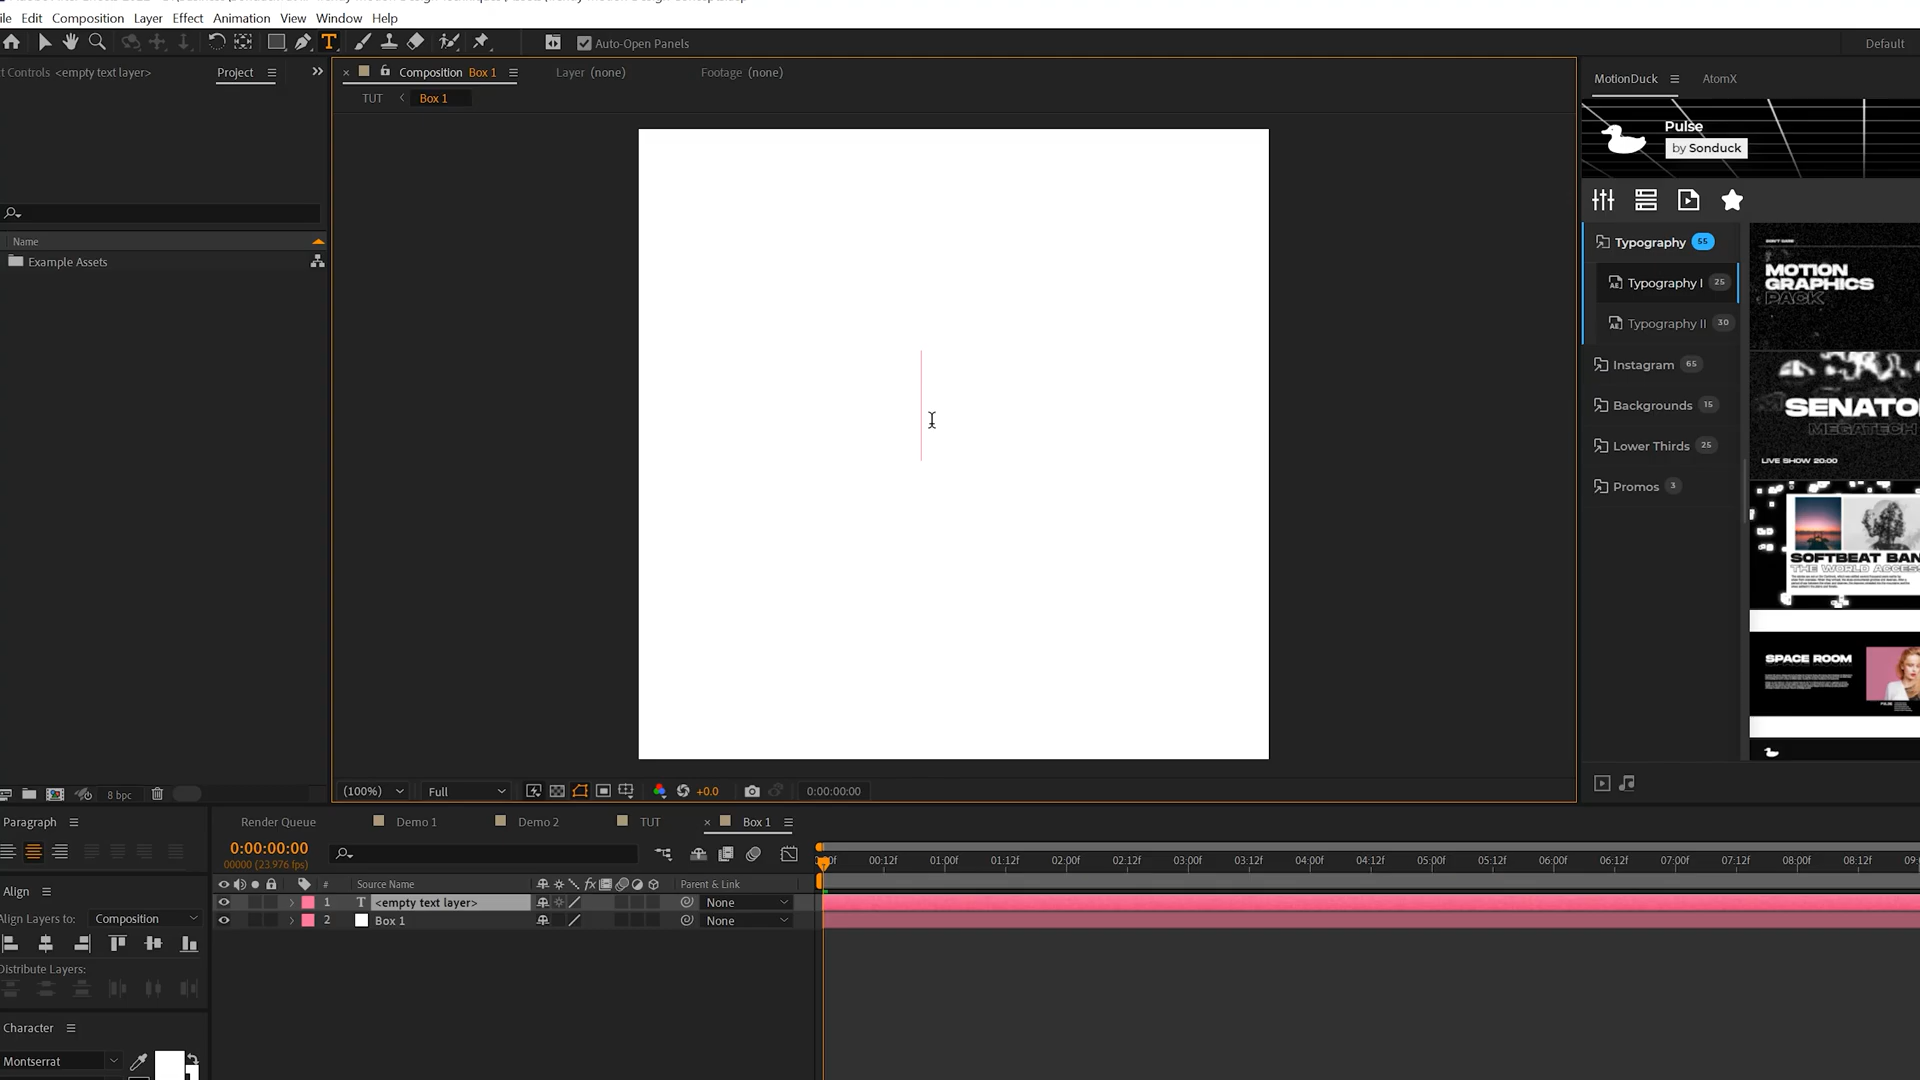 ile Edit Composition Layer Effect Animation View Window Help
Auto-Open Panels
Default
t Controls <empty text layer>
Project
Composition Box 1
Layer (none)
Footage (none)
MotionDuck
AtomX
TUT
Box 1
Pulse
by Sonduck
Name
Example Assets
Typography 55
Typography I 25
Typography II 30
Instagram 65
Backgrounds 15
Lower Thirds 25
Promos 3
MOTION
GRAPHICS
PACK
SENATO
MEGATECH
LIVE SHOW 20:00
SOFTBEAT BAN
THE WORLD ACCESS
SPACE ROOM
8 bpc
(100%)
Full
+0.0
0:00:00:00
Paragraph
Render Queue
Demo 1
Demo 2
TUT
Box 1
0:00:00:00
00000 (23.976 fps)
00:12f 01:00f 01:12f 02:00f 02:12f 03:00f 03:12f 04:00f 04:12f 05:00f 05:12f 06:00f 06:12f 07:00f 07:12f 08:00f 08:12f 09:
Align
# Source Name fx Parent & Link
1 T <empty text layer> None
2 Box 1 None
Align Layers to: Composition
Distribute Layers:
Character
Montserrat